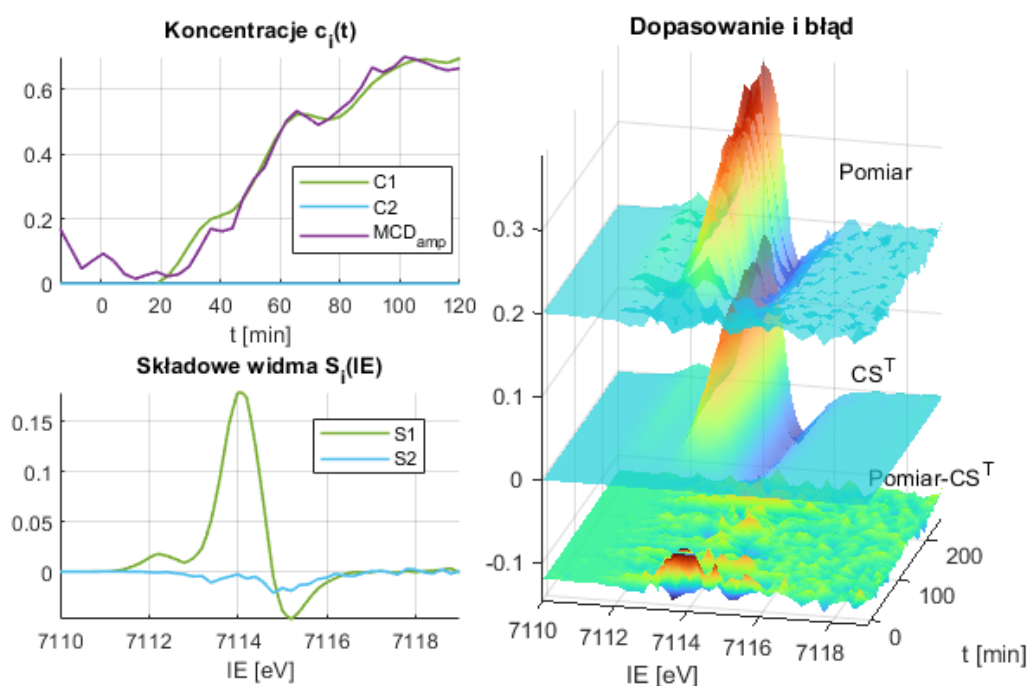 Koncentracje c_i(t)
0.6
0.4
0.2
0
C1
C2
MCD_amp
0 20 40 60 80 100 120
t [min]
Składowe widma S_i(IE)
0.15
0.1
0.05
0
S1
S2
7110 7112 7114 7116 7118
IE [eV]
Dopasowanie i błąd
Pomiar
0.3
0.2
CS^T
0.1
0
Pomiar-CS^T
-0.1
200
100
0
7110 7112 7114 7116 7118
IE [eV]
t [min]